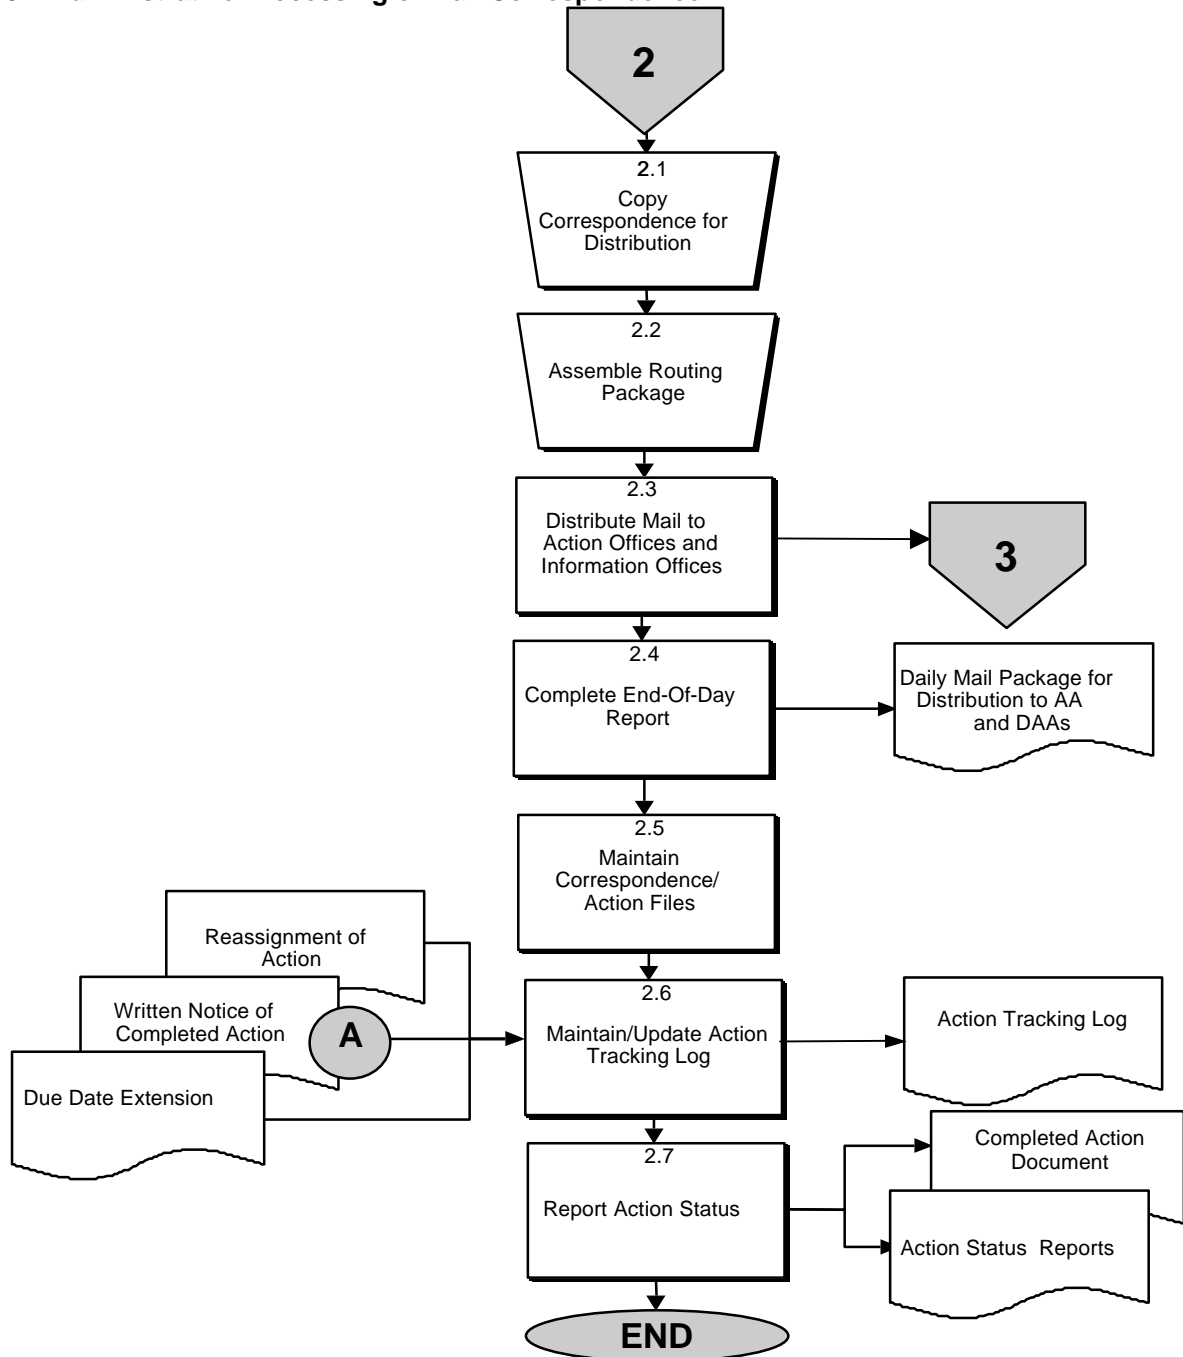 2
2.1
Copy
Correspondence for
Distribution
2.2
Assemble Routing
Package
2.3
Distribute Mail to
Action Offices and
Information Offices
3
2.4
Complete End-Of-Day
Report
Daily Mail Package for
Distribution to AA
and DAAs
2.5
Maintain
Correspondence/
Action Files
Reassignment of
Action
Written Notice of
Completed Action
A
Due Date Extension
2.6
Maintain/Update Action
Tracking Log
Action Tracking Log
2.7
Report Action Status
Completed Action
Document
Action Status Reports
END